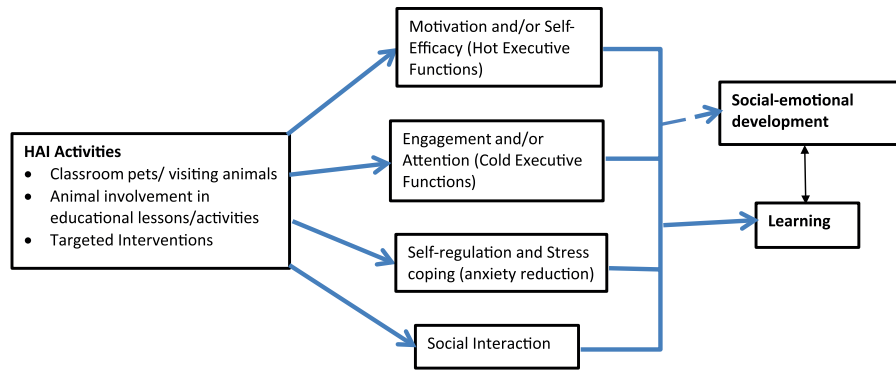 HAI Activities
• Classroom pets/ visiting animals
• Animal involvement in
educational lessons/activities
• Targeted Interventions
Motivation and/or Self-
Efficacy (Hot Executive
Functions)
Engagement and/or
Attention (Cold Executive
Functions)
Self-regulation and Stress
coping (anxiety reduction)
Social Interaction
Social-emotional
development
Learning